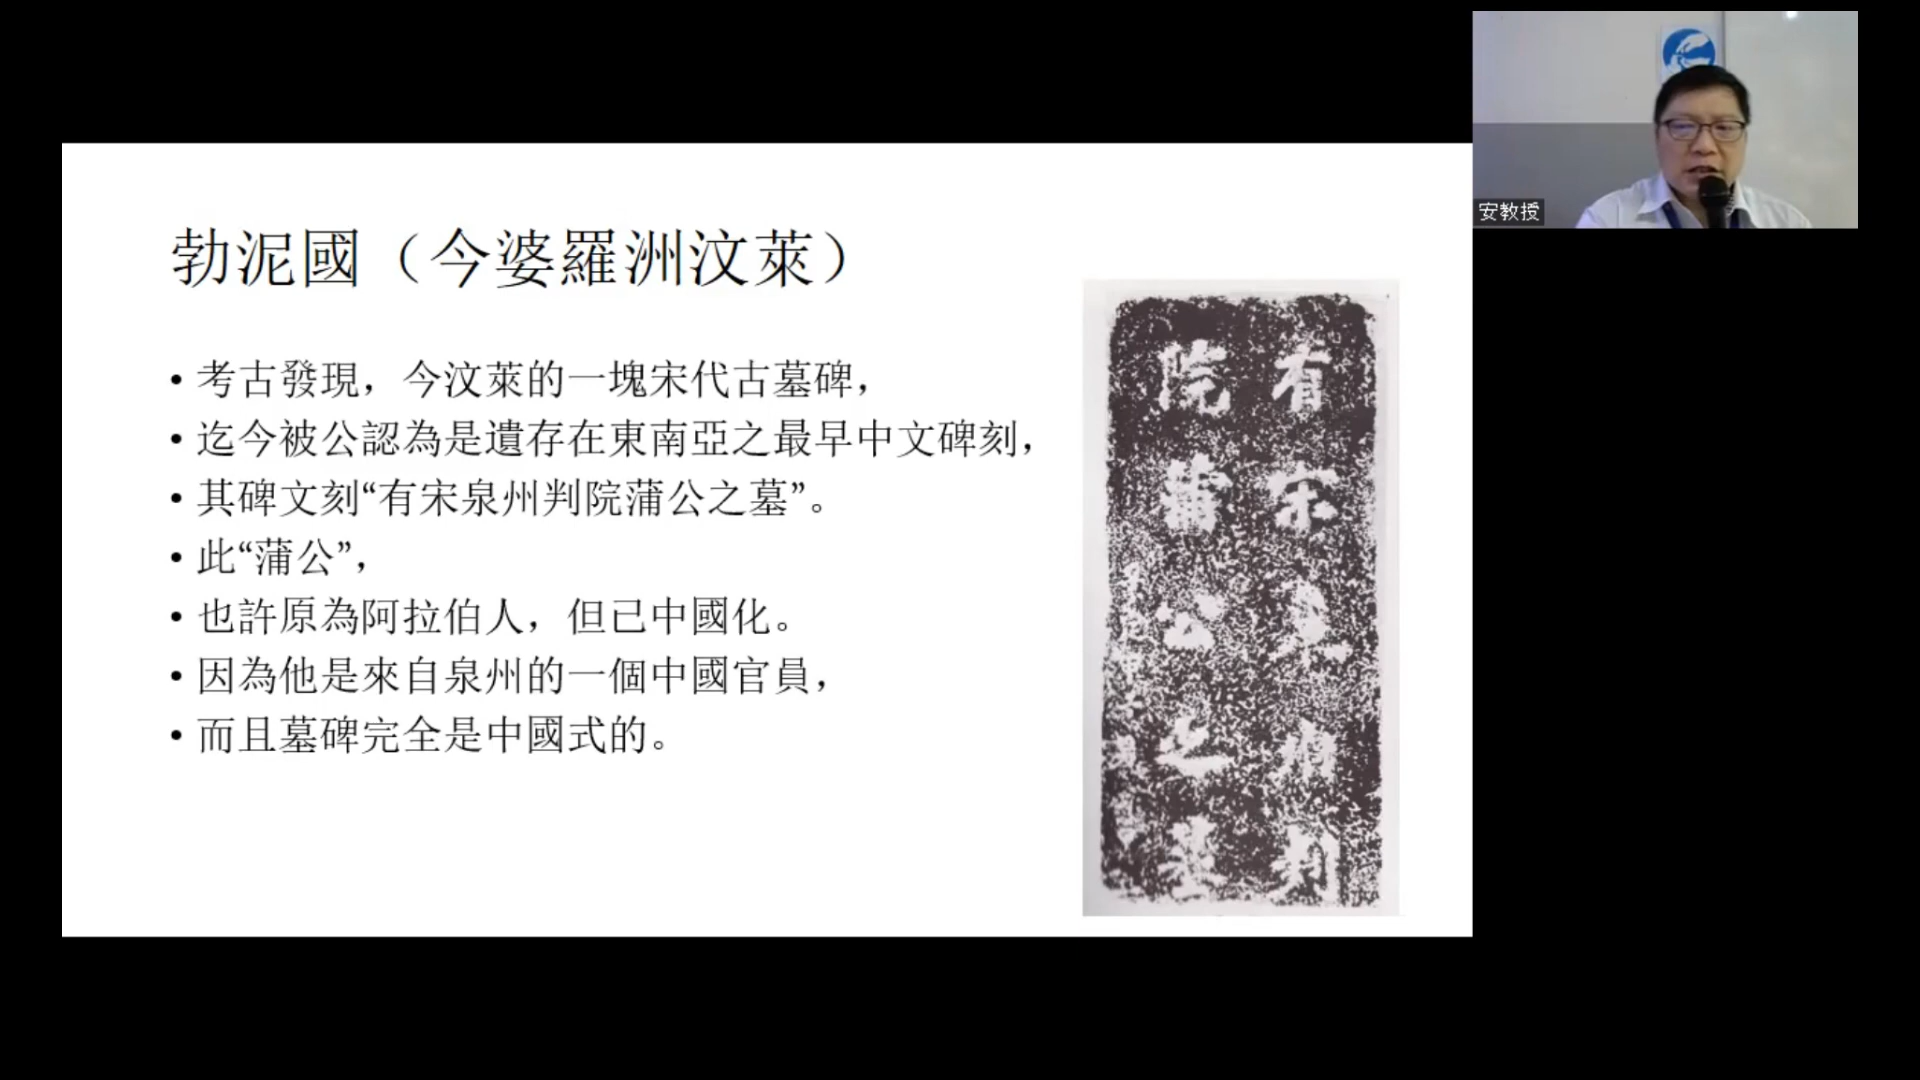 勃泥國（今婆羅洲汶萊）
• 考古發現，今汶萊的一塊宋代古墓碑，
• 迄今被公認為是遺存在東南亞之最早中文碑刻，
• 其碑文刻“有宋泉州判院蒲公之墓”。
• 此“蒲公”，
• 也許原為阿拉伯人，但已中國化。
• 因為他是來自泉州的一個中國官員，
• 而且墓碑完全是中國式的。
有宋泉州判
院蒲公之墓
安教授